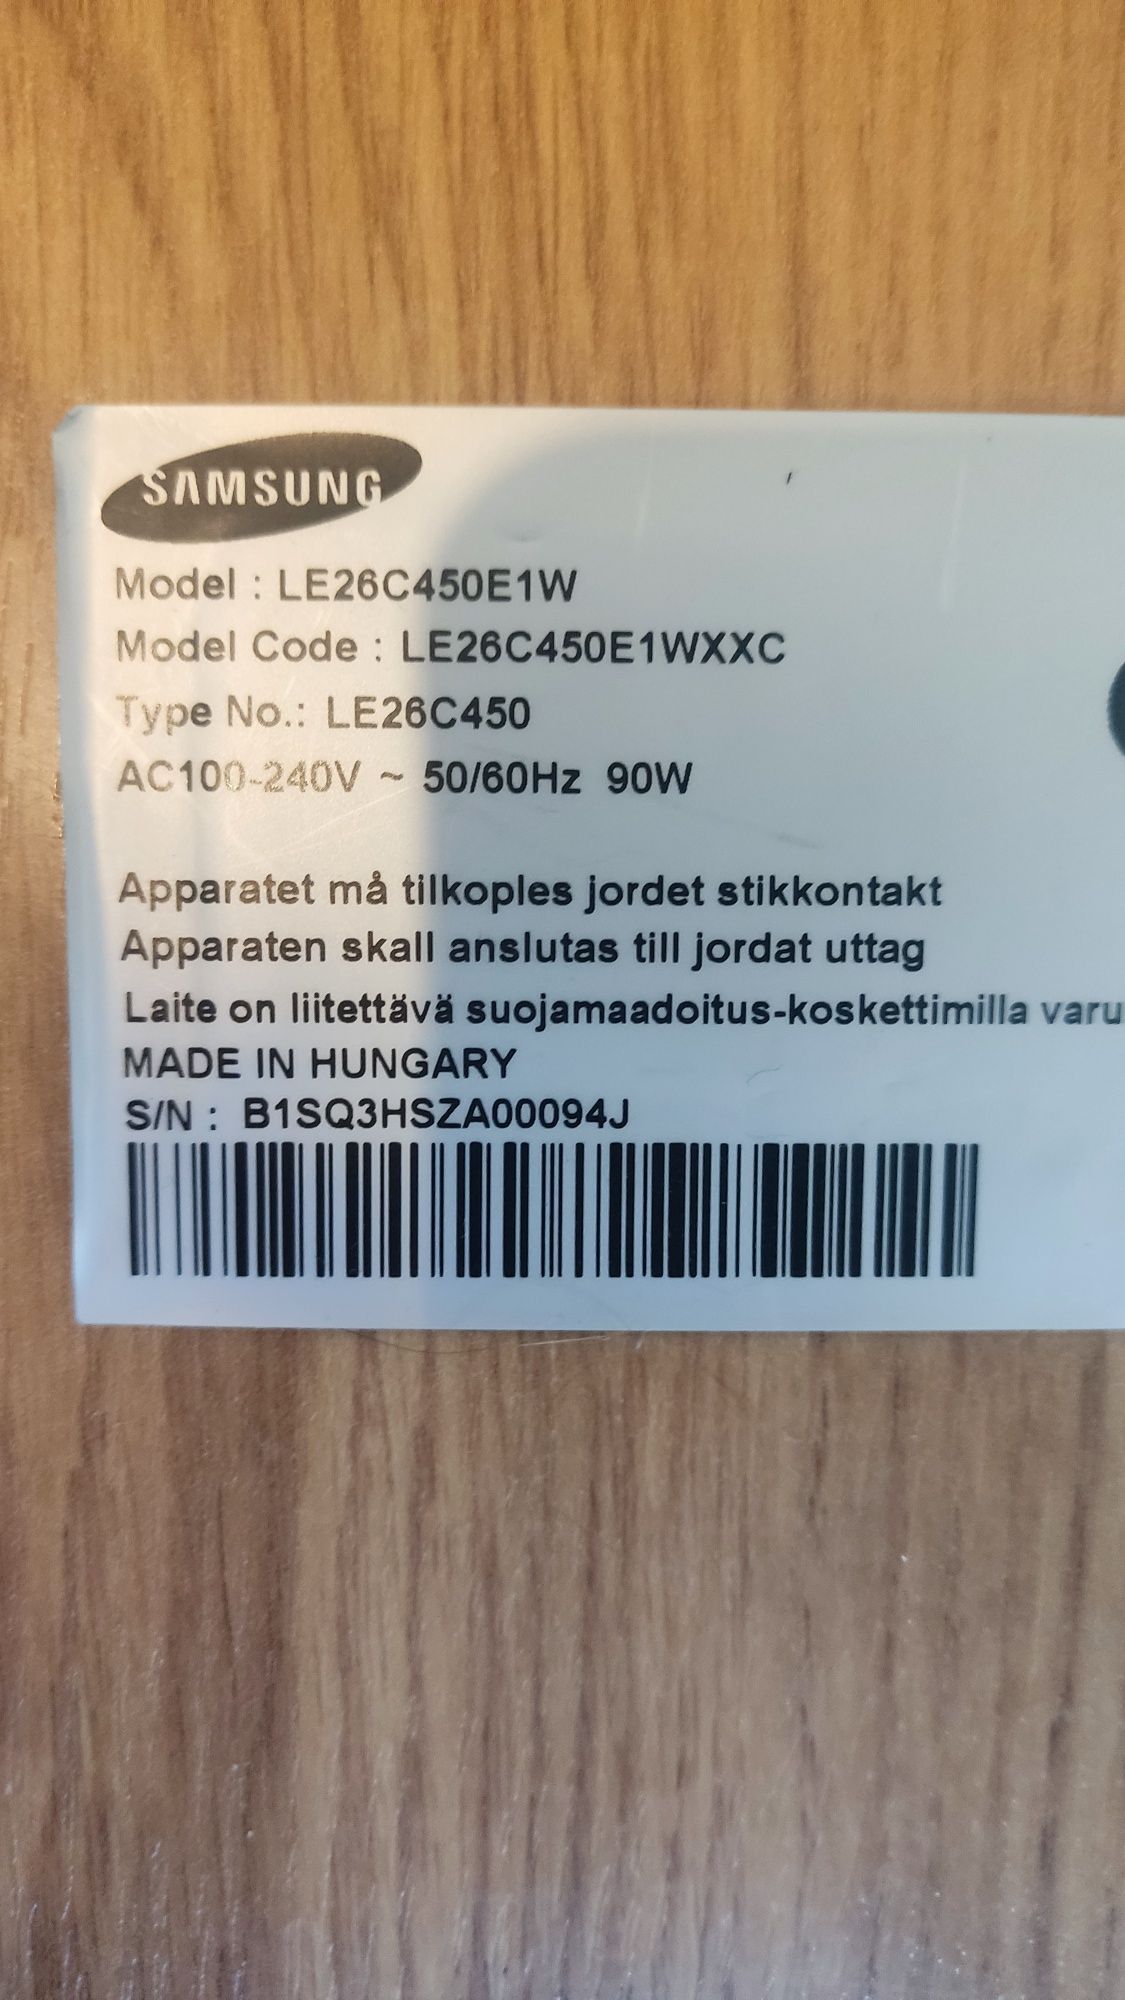 SAMSUNG
Model : LE26C450E1W
Model Code : LE26C450E1WXXC
Type No.: LE26C450
AC100-240V ~ 50/60Hz 90W
Apparatet må tilkoples jordet stikkontakt
Apparaten skall anslutas till jordat uttag
Laite on liitettävä suojamaadoitus-koskettimilla varu
MADE IN HUNGARY
S/N : B1SQ3HSZA00094J